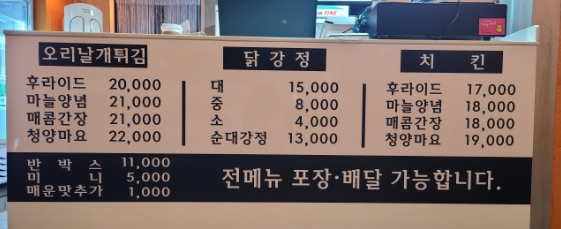 오리날개튀김
후라이드 20,000
마늘양념 21,000
매콤간장 21,000
청양마요 22,000
닭강정
대 15,000
중 8,000
소 4,000
순대강정 13,000
치킨
후라이드 17,000
마늘양념 18,000
매콤간장 18,000
청양마요 19,000
반 박스 11,000
미니 5,000
매운맛추가 1,000
전메뉴 포장·배달 가능합니다.